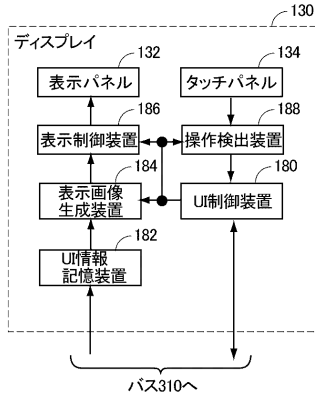 130
ディスプレイ
132
134
表示パネル
タッチパネル
186
188
表示制御装置
操作検出装置
184
180
表示画像
生成装置
UI制御装置
182
UI情報
記憶装置
バス310へ